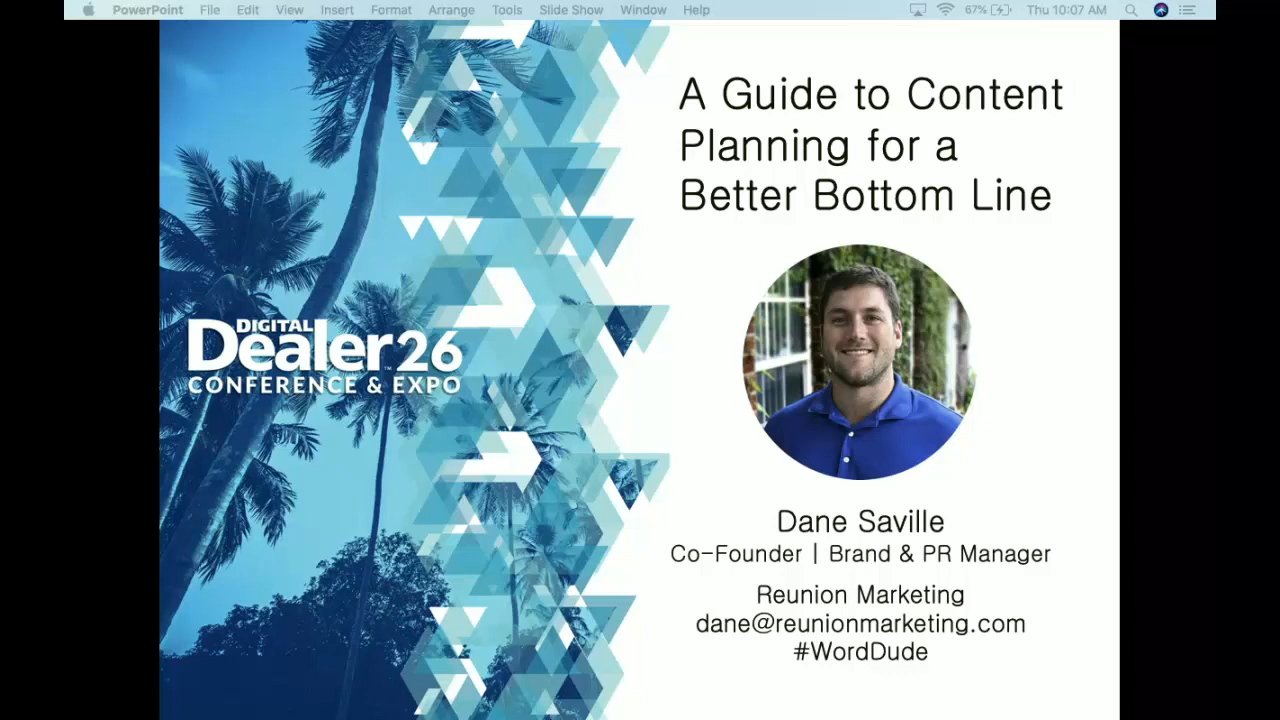 PowerPoint File Edit View Insert Format Arrange Tools Slide Show Window Help 67% Thu 10:07 AM
A Guide to Content
Planning for a
Better Bottom Line
DIGITAL
Dealer™26
CONFERENCE & EXPO
Dane Saville
Co-Founder | Brand & PR Manager
Reunion Marketing
dane@reunionmarketing.com
#WordDude